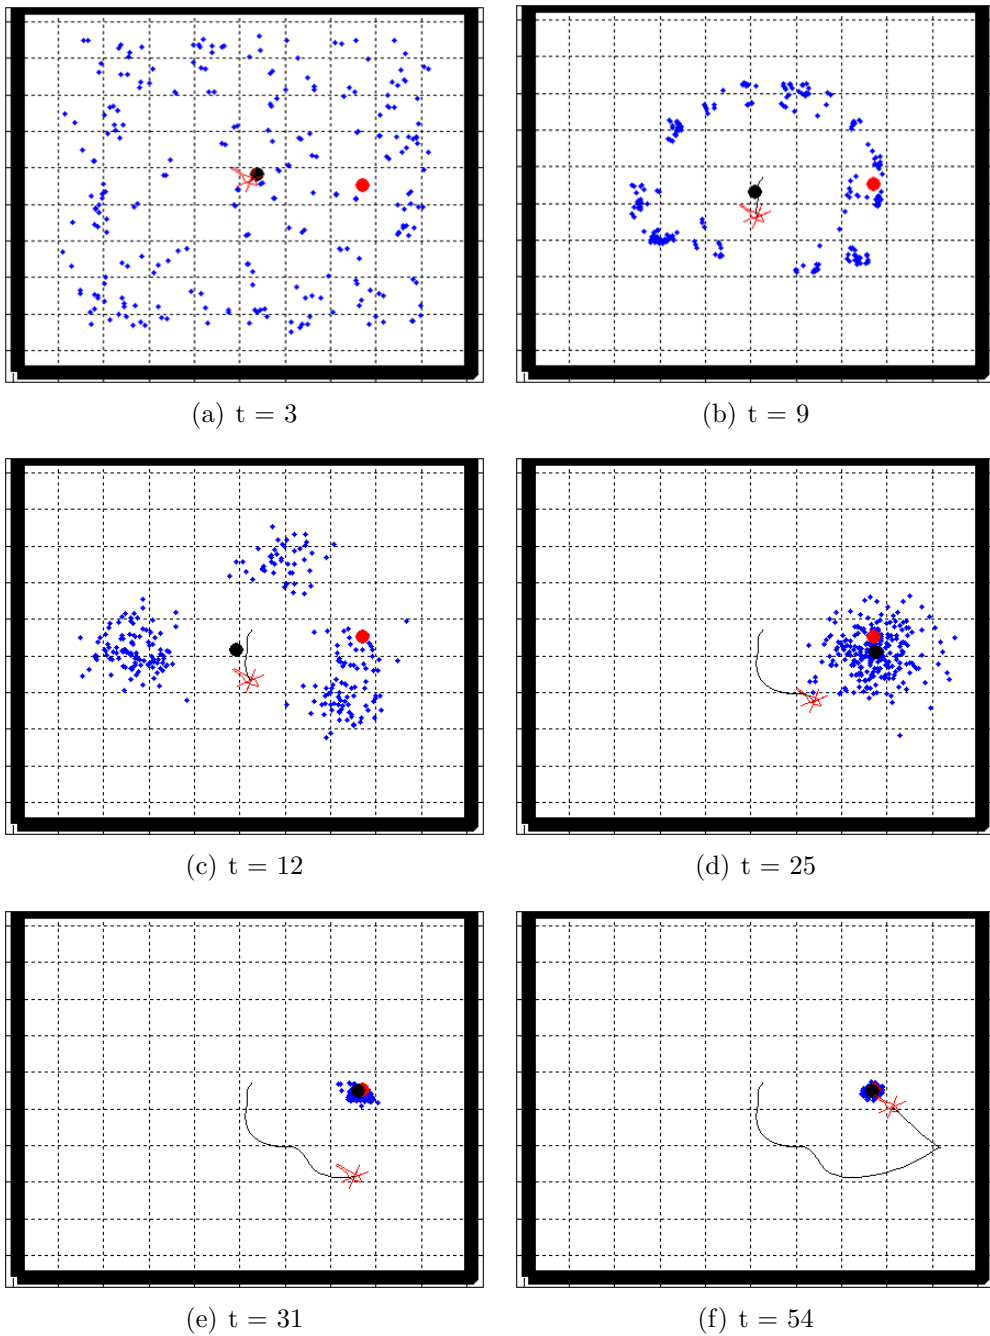 (a) t = 3
(b) t = 9
(c) t = 12
(d) t = 25
(e) t = 31
(f) t = 54